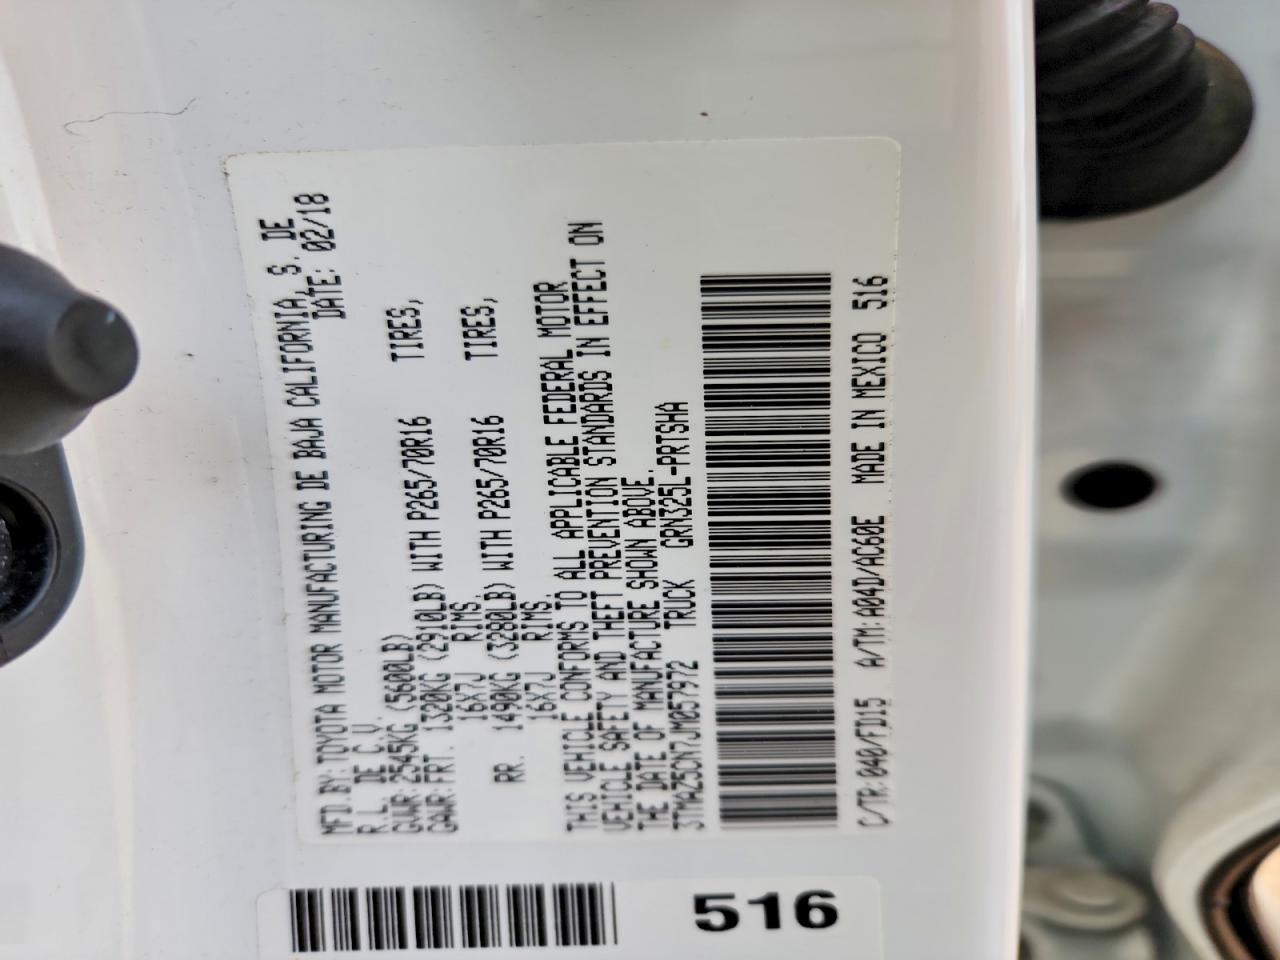 MFD.BY:TOYOTA MOTOR MANUFACTURING DE BAJA CALIFORNIA, S. DE
R.L. DE C.V. DATE: 02/18
GVWR:2545KG (5600LB)
GAWR:FRT. 1320KG (2910LB) WITH P265/70R16 TIRES,
16X7J RIMS,
RR. 1490KG (3280LB) WITH P265/70R16 TIRES,
16X7J RIMS.
THIS VEHICLE CONFORMS TO ALL APPLICABLE FEDERAL MOTOR
VEHICLE SAFETY AND THEFT PREVENTION STANDARDS IN EFFECT ON
THE DATE OF MANUFACTURE SHOWN ABOVE.
3TMAZ5CN7JM057972 TRUCK GRN325L-PRTSHA
C/TR:040/FD15 A/TM:A04D/AC60E MADE IN MEXICO 516
516